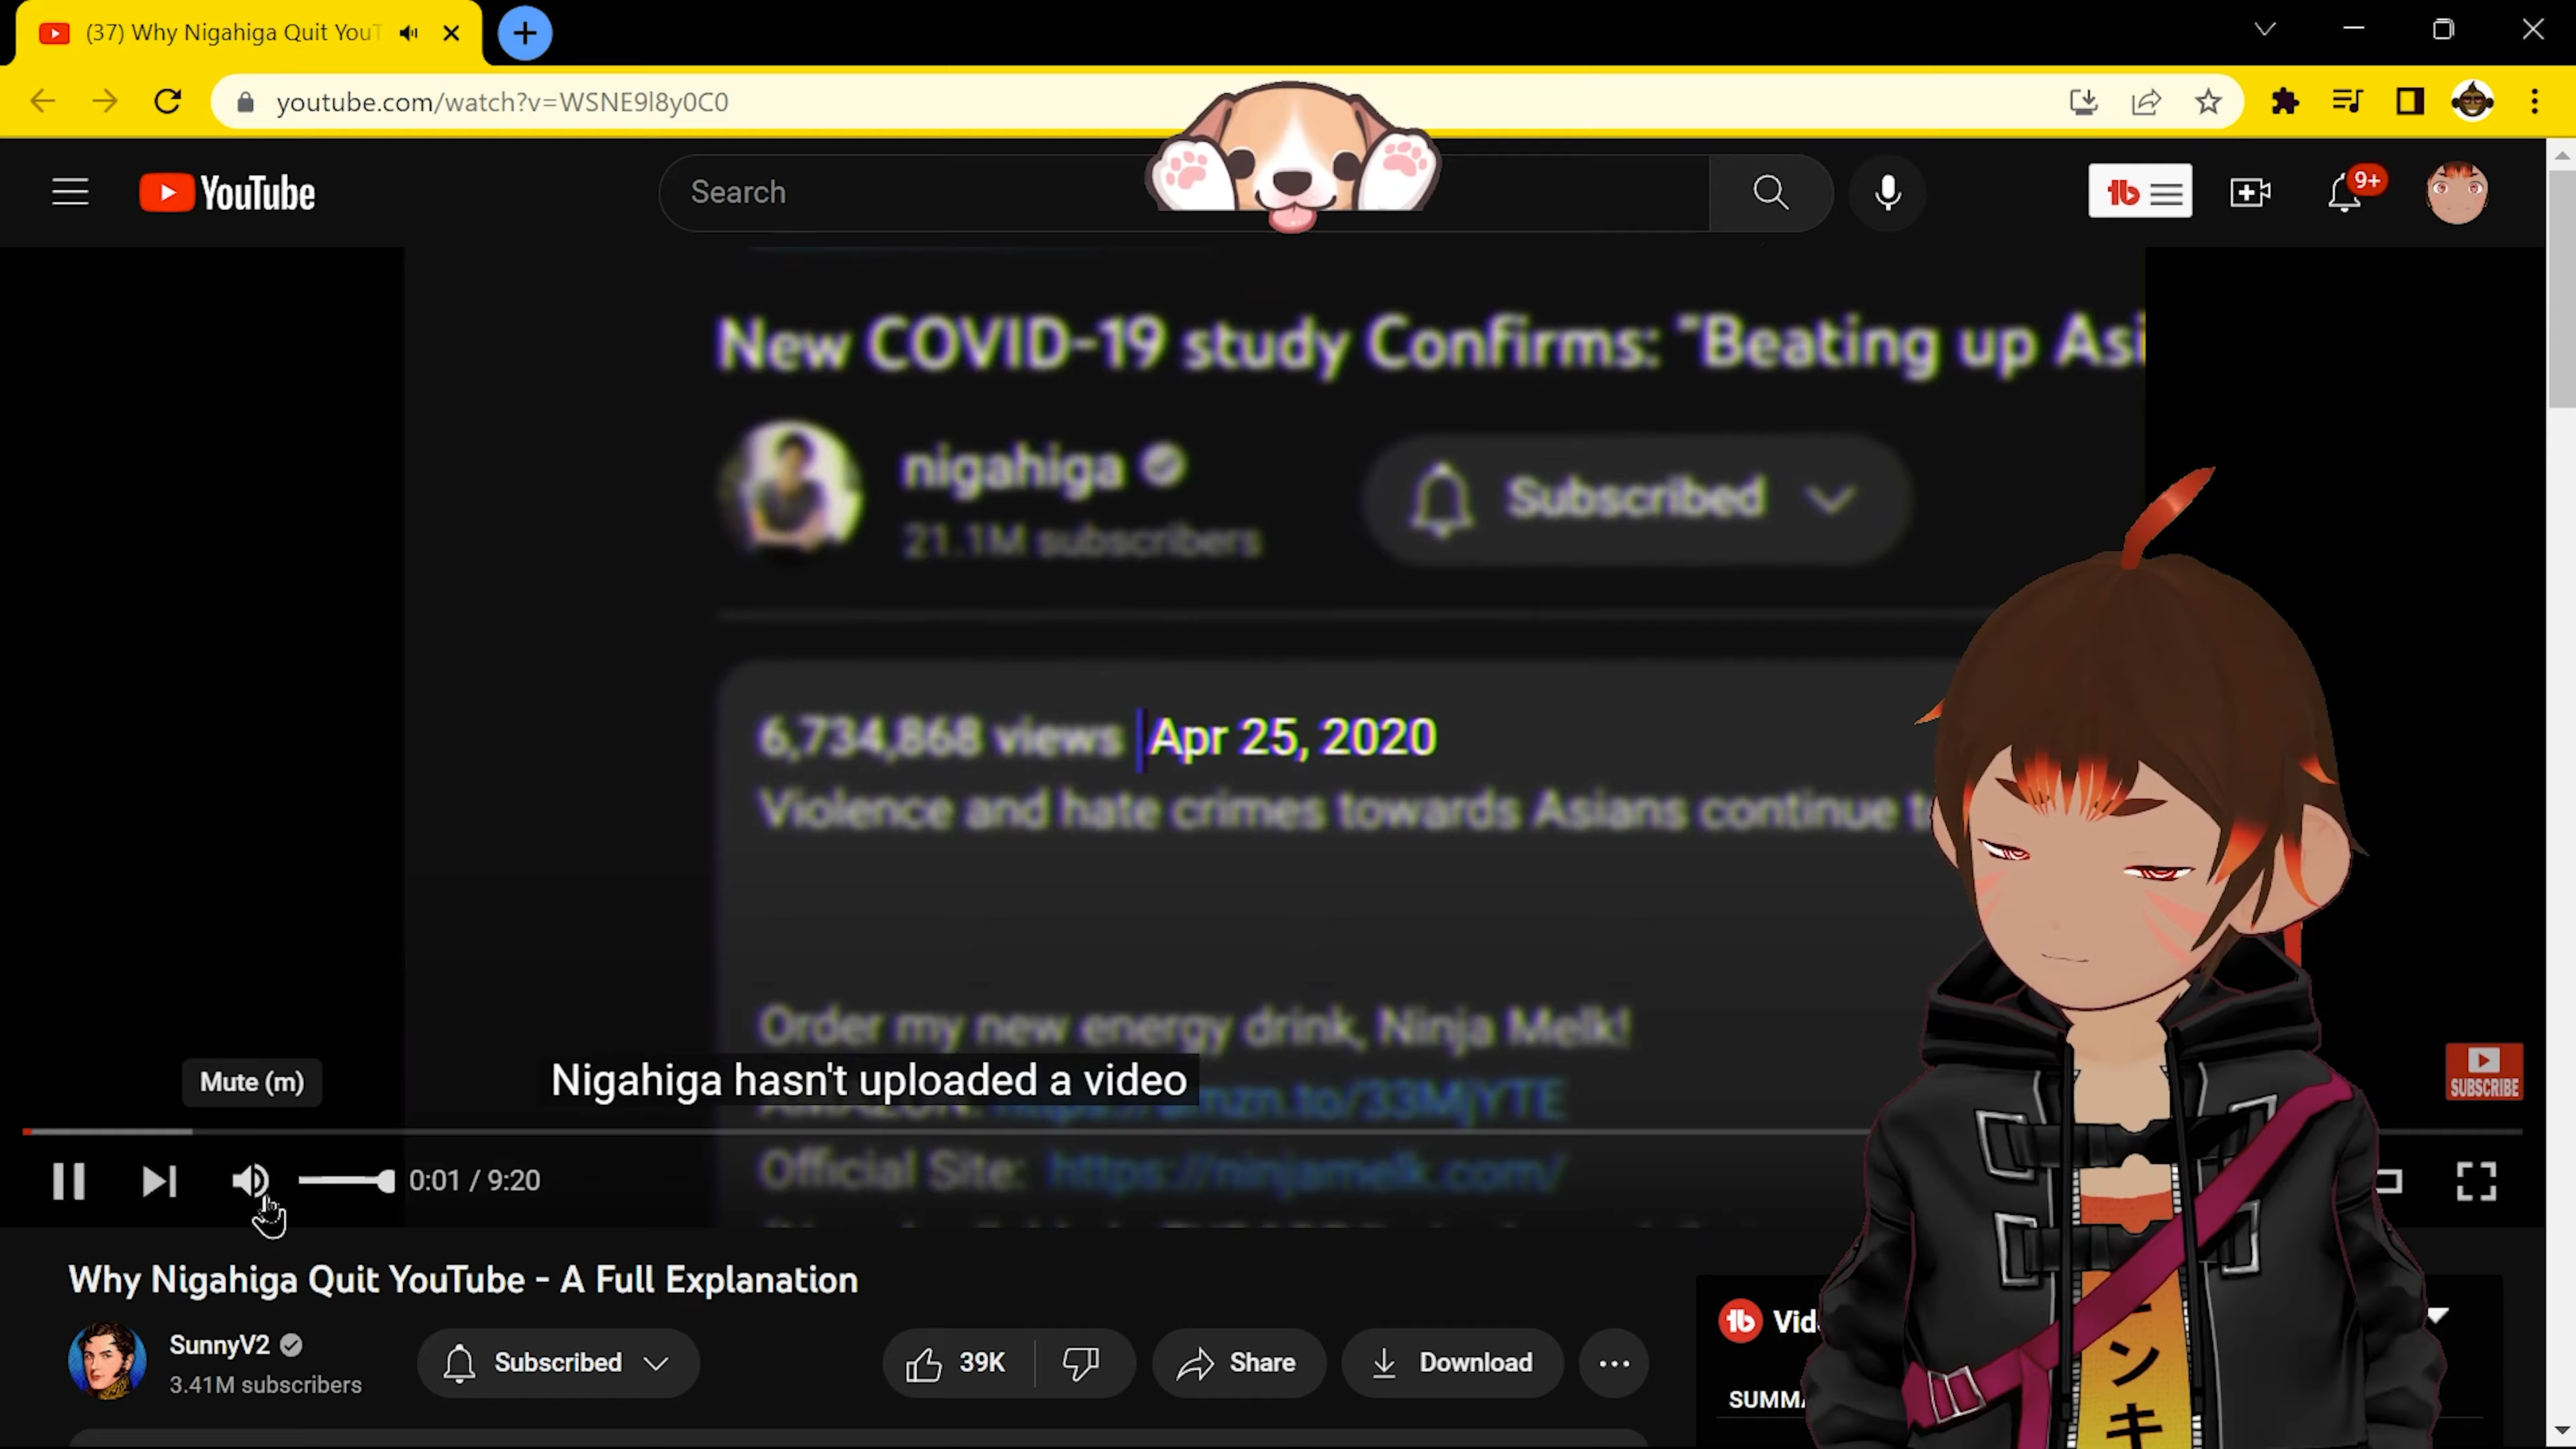 (37) Why Nigahiga Quit YouT
youtube.com/watch?v=WSNE9l8y0C0
YouTube
Search
9+
New COVID-19 study Confirms: "Beating up Asi
nigahiga
21.1M subscribers
Subscribed
6,734,868 views
Apr 25, 2020
Violence and hate crimes towards Asians continue t
Order my new energy drink, Ninja Melk!
Mute (m)
Nigahiga hasn't uploaded a video
SUBSCRIBE
0:01 / 9:20
Official Site: https://ninjamelk.com/
Why Nigahiga Quit YouTube - A Full Explanation
SunnyV2
3.41M subscribers
Subscribed
39K
Share
Download
Vid
SUMMA
ンキ